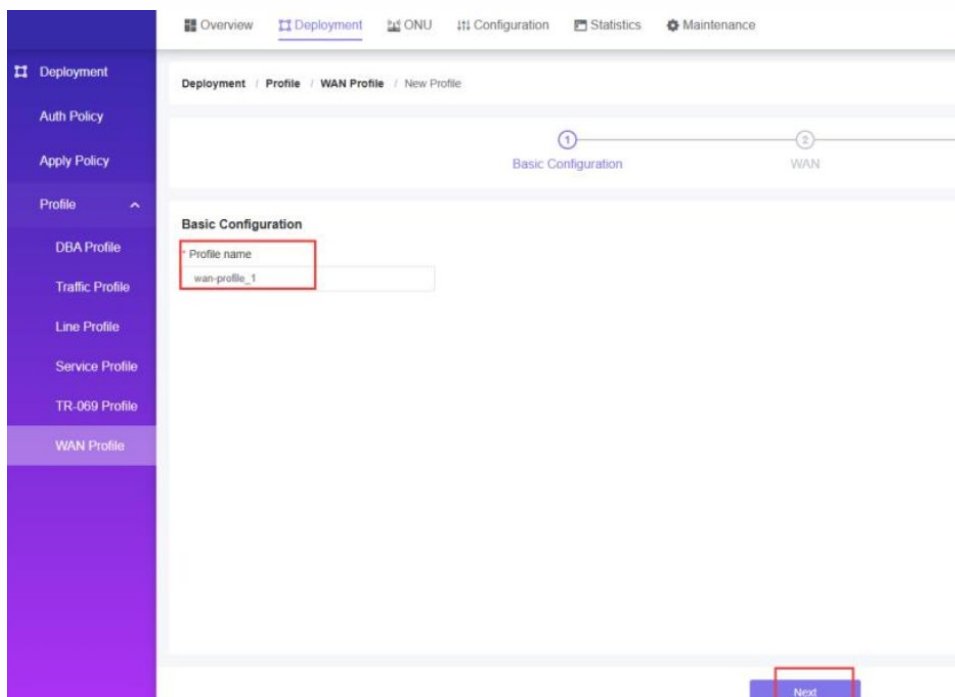 Overview Deployment ONU Configuration Statistics Maintenance
Deployment
Auth Policy
Apply Policy
Profile
DBA Profile
Traffic Profile
Line Profile
Service Profile
TR-069 Profile
WAN Profile
Deployment / Profile / WAN Profile / New Profile
1 2
Basic Configuration WAN
Basic Configuration
* Profile name
wan-profile_1
Next